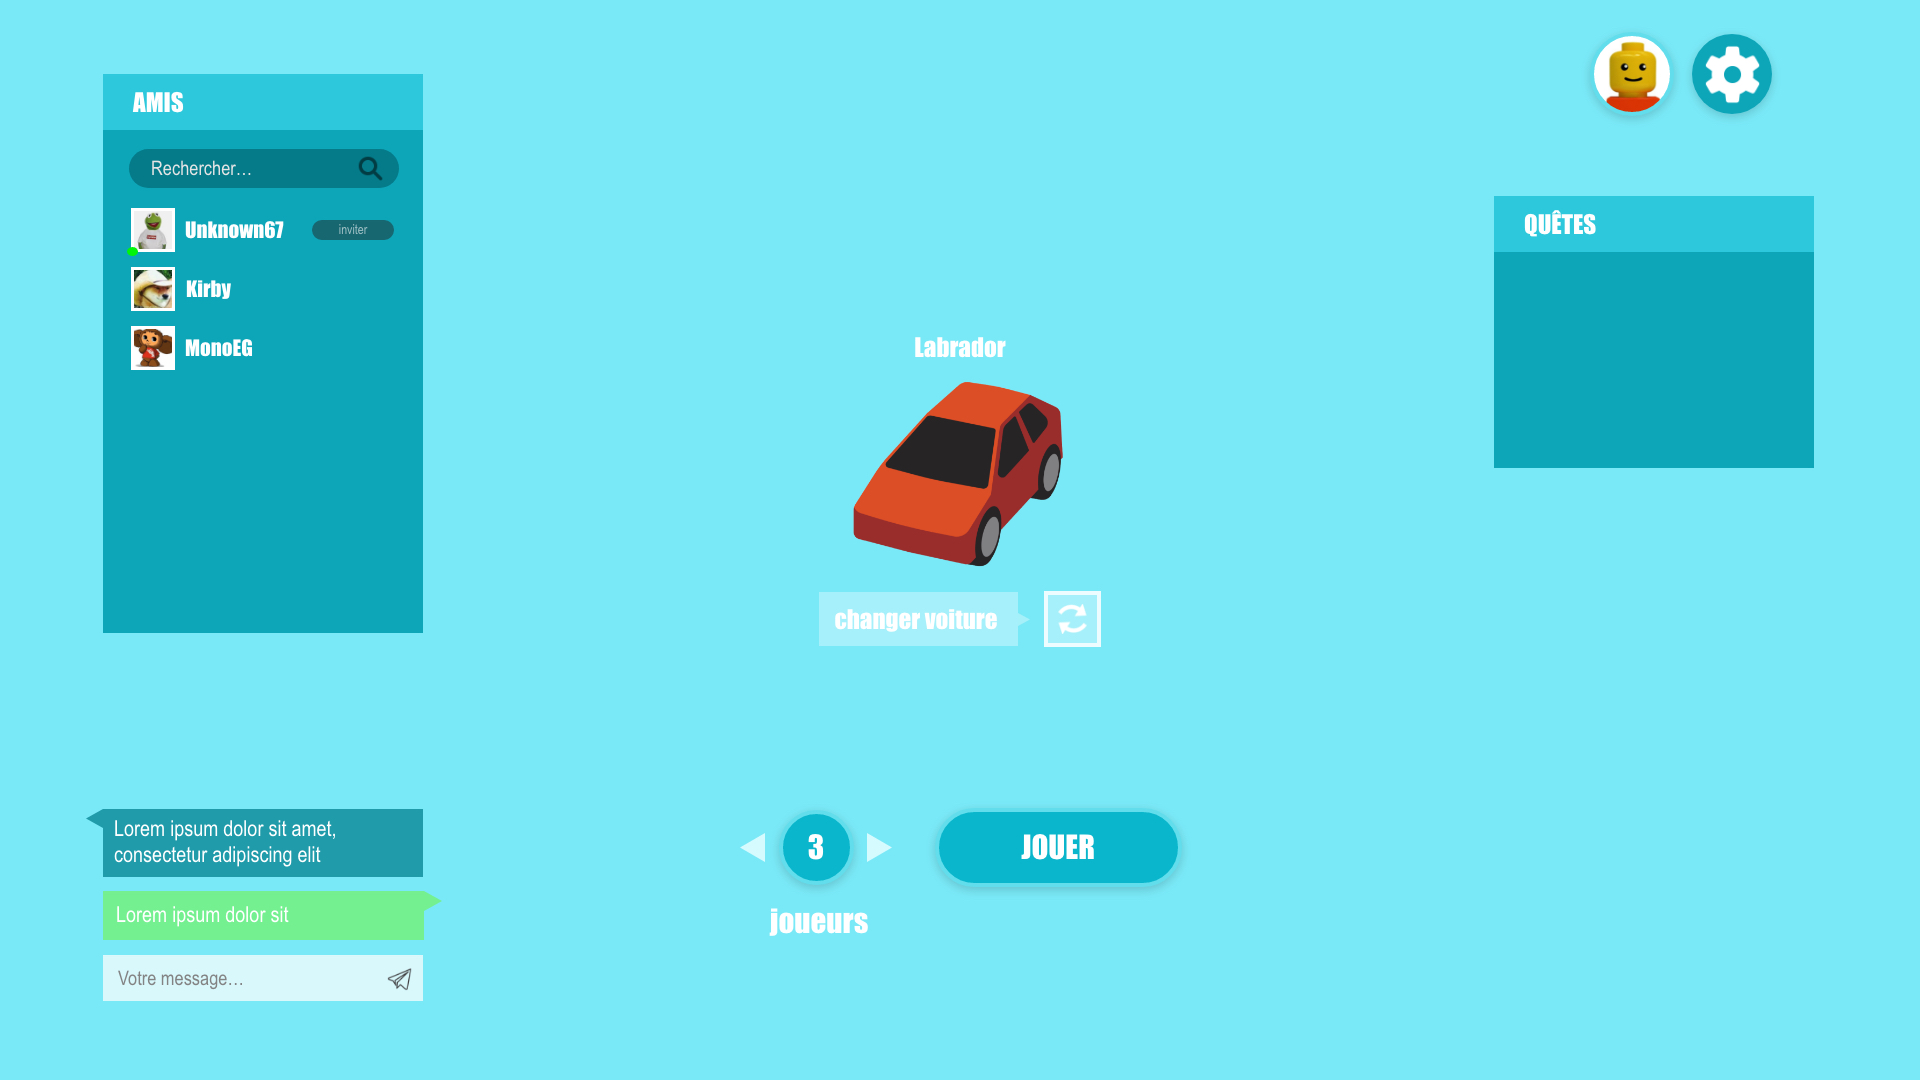 AMIS
Rechercher...
Unknown67
inviter
Kirby
MonoEG
QUÊTES
Labrador
changer voiture
Lorem ipsum dolor sit amet,
consectetur adipiscing elit
Lorem ipsum dolor sit
Votre message...
3
joueurs
JOUER